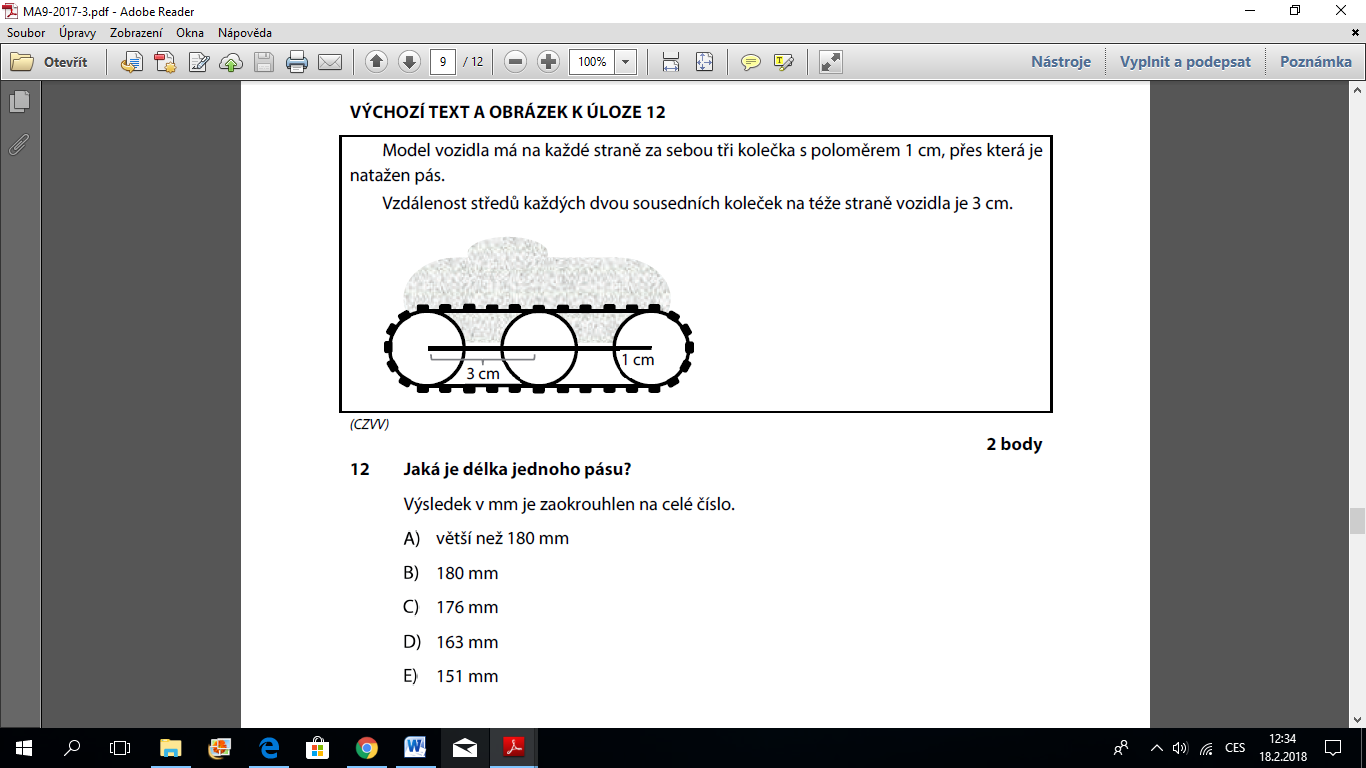 MA9-2017-3.pdf - Adobe Reader
Soubor Úpravy Zobrazení Okna Nápověda
Otevřít 9 / 12 100% Nástroje Vyplnit a podepsat Poznámka
VÝCHOZÍ TEXT A OBRÁZEK K ÚLOZE 12
Model vozidla má na každé straně za sebou tři kolečka s poloměrem 1 cm, přes která je
natažen pás.
Vzdálenost středů každých dvou sousedních koleček na téže straně vozidla je 3 cm.
1 cm
3 cm
(CZVV)
2 body
12 Jaká je délka jednoho pásu?
Výsledek v mm je zaokrouhlen na celé číslo.
A) větší než 180 mm
B) 180 mm
C) 176 mm
D) 163 mm
E) 151 mm
CES
12:34
18.2.2018